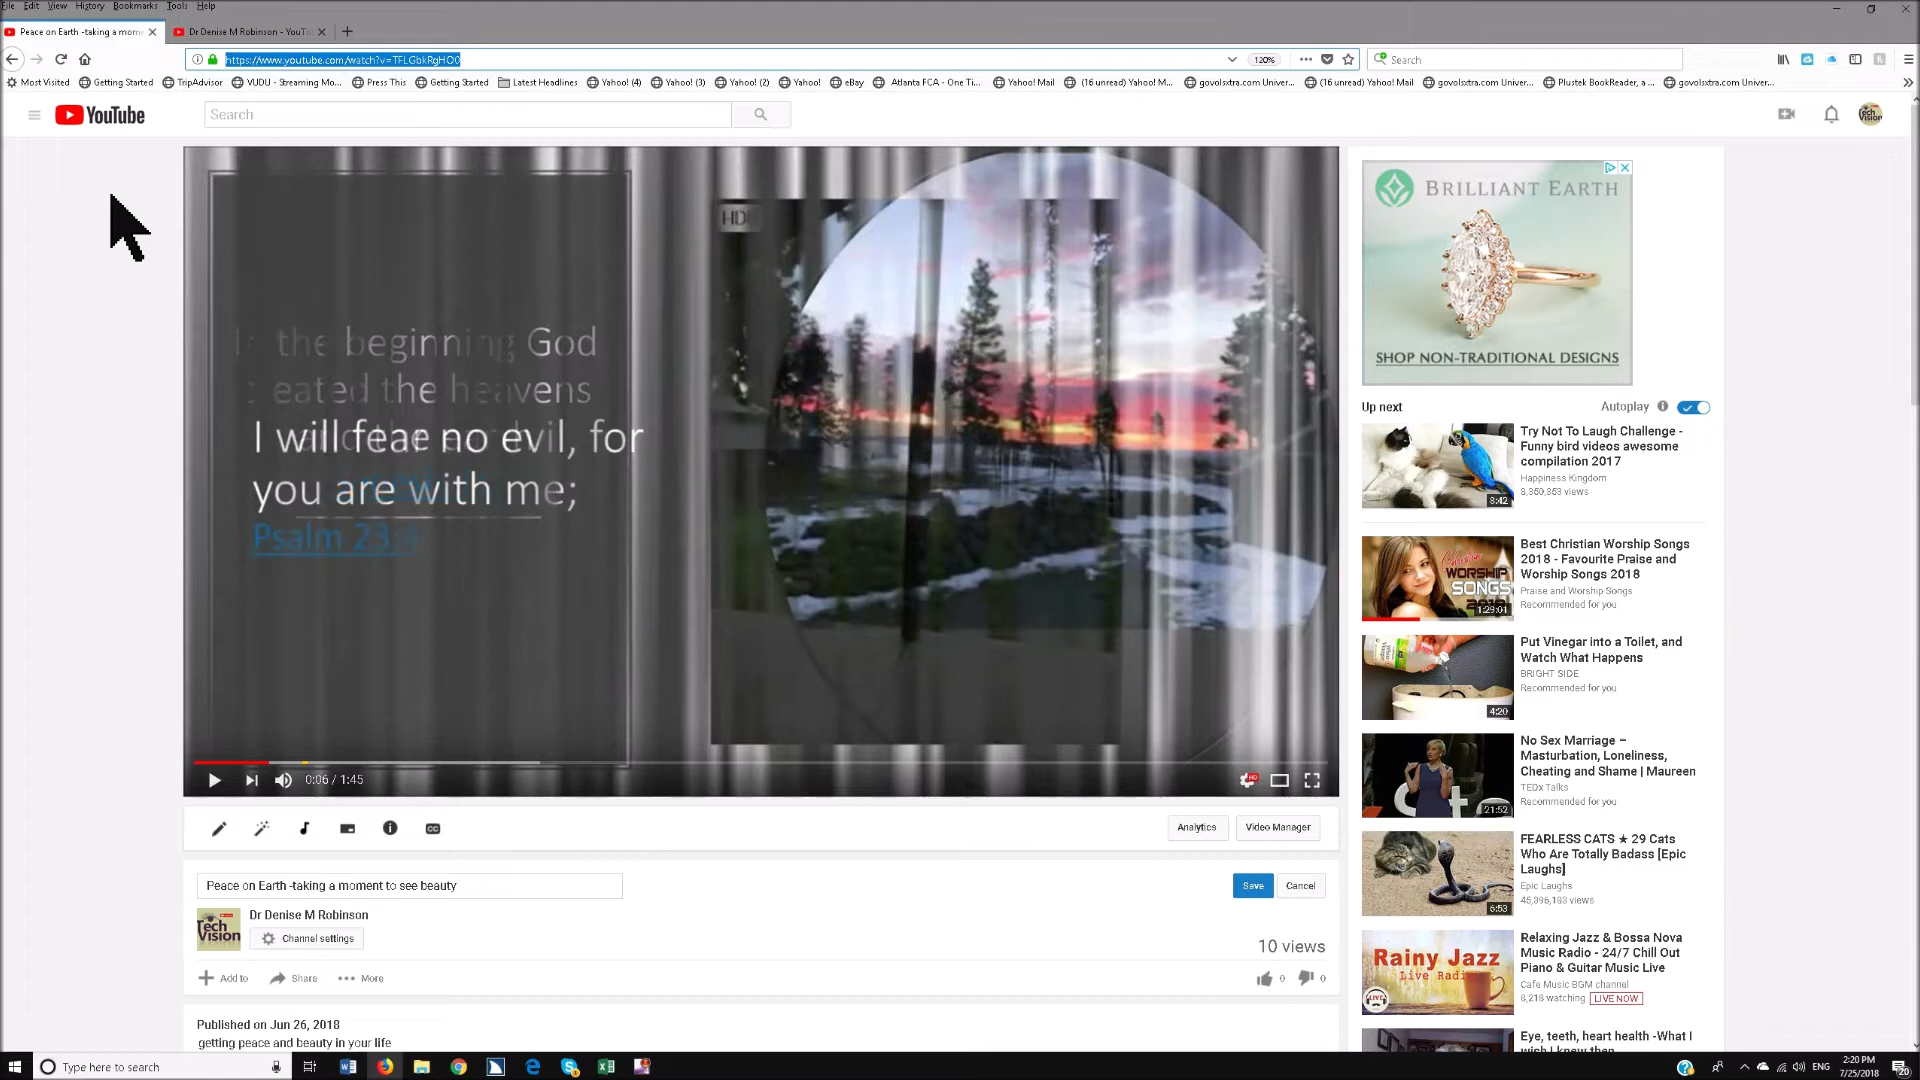 File Edit View History Bookmarks Tools Help
Peace on Earth -taking a mom
Dr Denise M Robinson - YouTu
https://www.youtube.com/watch?v=TFLGbkRgHO0
120%
Search
Most Visited Getting Started TripAdvisor VUDU - Streaming Mo... Press This Getting Started Latest Headlines Yahoo! (4) Yahoo! (3) Yahoo! (2) Yahoo! eBay Atlanta FCA - One Ti... Yahoo! Mail (16 unread) Yahoo! M... govolsxtra.com Univer... (16 unread) Yahoo! Mail govolsxtra.com Univer... Plustek BookReader, a ... govolsxtra.com Univer...
YouTube
Search
Tech
Vision
HD
In the beginning God
created the heavens
I will fear no evil, for
you are with me;
Psalm 23:4
0:06 / 1:45
HD
Analytics
Video Manager
Peace on Earth -taking a moment to see beauty
Save
Cancel
Tech
Vision
Dr Denise M Robinson
Channel settings
10 views
Add to
Share
More
0
0
Published on Jun 26, 2018
getting peace and beauty in your life
BRILLIANT EARTH
SHOP NON-TRADITIONAL DESIGNS
Up next
Autoplay
3:42
Try Not To Laugh Challenge -
Funny bird videos awesome
compilation 2017
Happiness Kingdom
8,350,353 views
Christian
WORSHIP
SONGS
2018
1:29:01
Best Christian Worship Songs
2018 - Favourite Praise and
Worship Songs 2018
Praise and Worship Songs
Recommended for you
4:20
Put Vinegar into a Toilet, and
Watch What Happens
BRIGHT SIDE
Recommended for you
21:52
No Sex Marriage –
Masturbation, Loneliness,
Cheating and Shame | Maureen
TEDx Talks
Recommended for you
6:53
FEARLESS CATS ★ 29 Cats
Who Are Totally Badass [Epic
Laughs]
Epic Laughs
45,396,183 views
Rainy Jazz
Live Radio
LIVE
Relaxing Jazz & Bossa Nova
Music Radio - 24/7 Chill Out
Piano & Guitar Music Live
Cafe Music BGM channel
8,218 watching
LIVE NOW
Eye, teeth, heart health -What I
wish I knew then
Type here to search
ENG
2:20 PM
7/25/2018
20